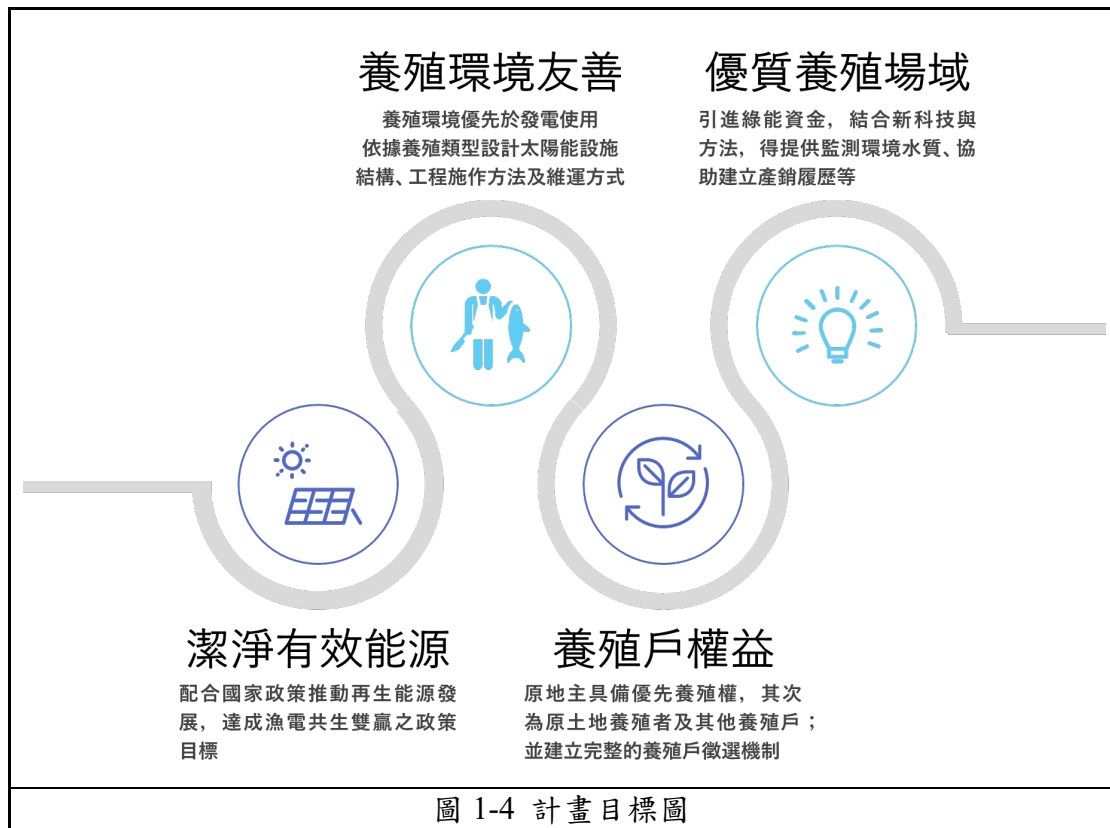 養殖環境友善
養殖環境優先於發電使用
依據養殖類型設計太陽能設施
結構、工程施作方法及維運方式
優質養殖場域
引進綠能資金，結合新科技與
方法，得提供監測環境水質、協
助建立產銷履歷等
潔淨有效能源
配合國家政策推動再生能源發
展，達成漁電共生雙贏之政策
目標
養殖戶權益
原地主具備優先養殖權，其次
為原土地養殖者及其他養殖戶；
並建立完整的養殖戶徵選機制
圖 1-4 計畫目標圖